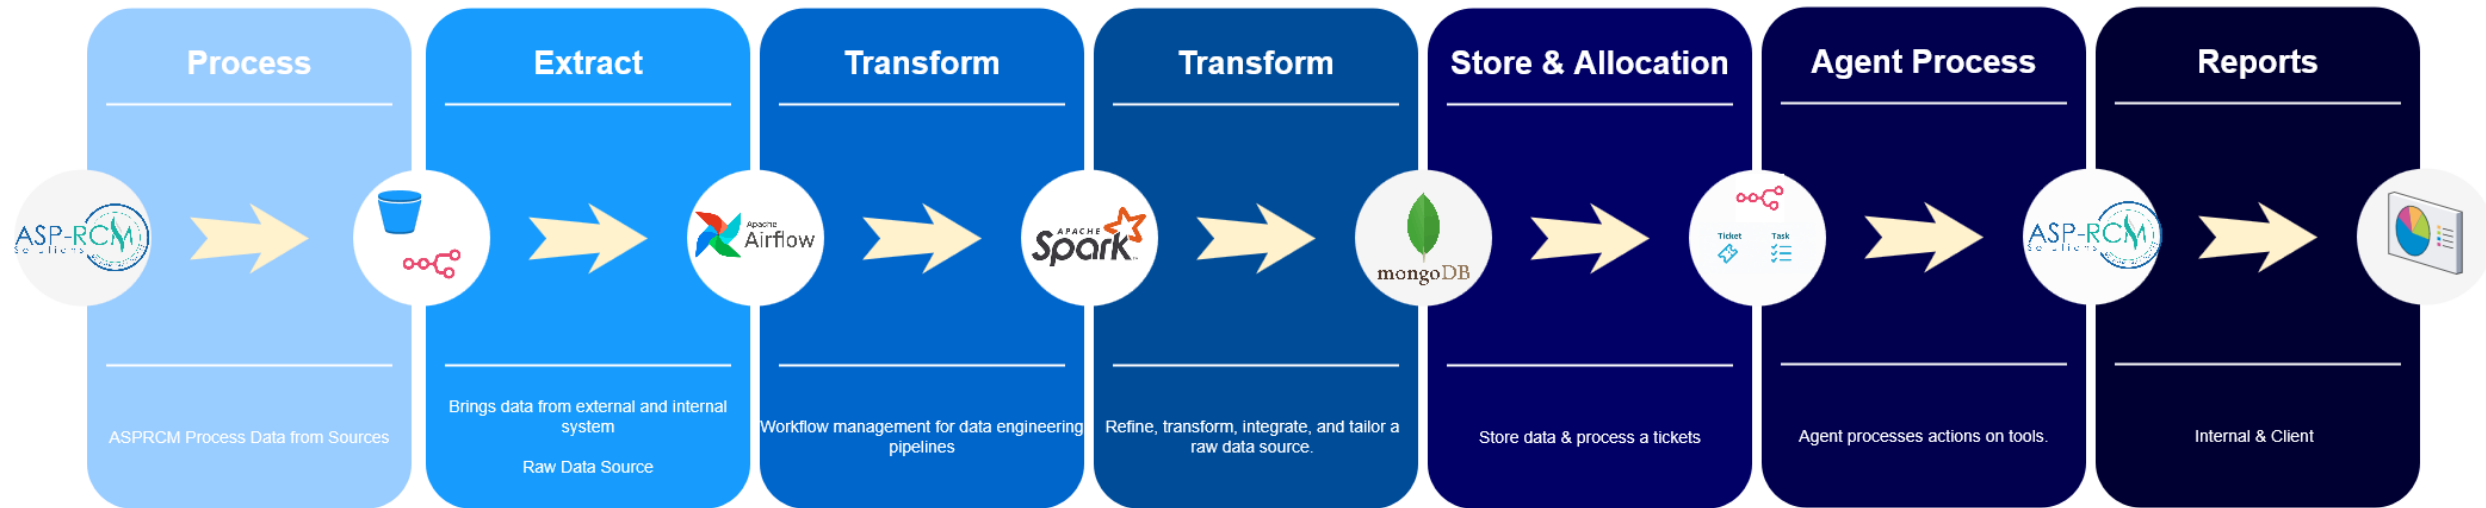 Process
Extract
Transform
Transform
Store & Allocation
Agent Process
Reports
ASP-RCM
Solutions
Apache
Airflow
APACHE
Spark
mongoDB
Ticket
Task
ASP-RCM
Solutions
ASPRCM Process Data from Sources
Brings data from external and internal
system
Raw Data Source
Workflow management for data engineering
pipelines
Refine, transform, integrate, and tailor a
raw data source.
Store data & process a tickets
Agent processes actions on tools.
Internal & Client